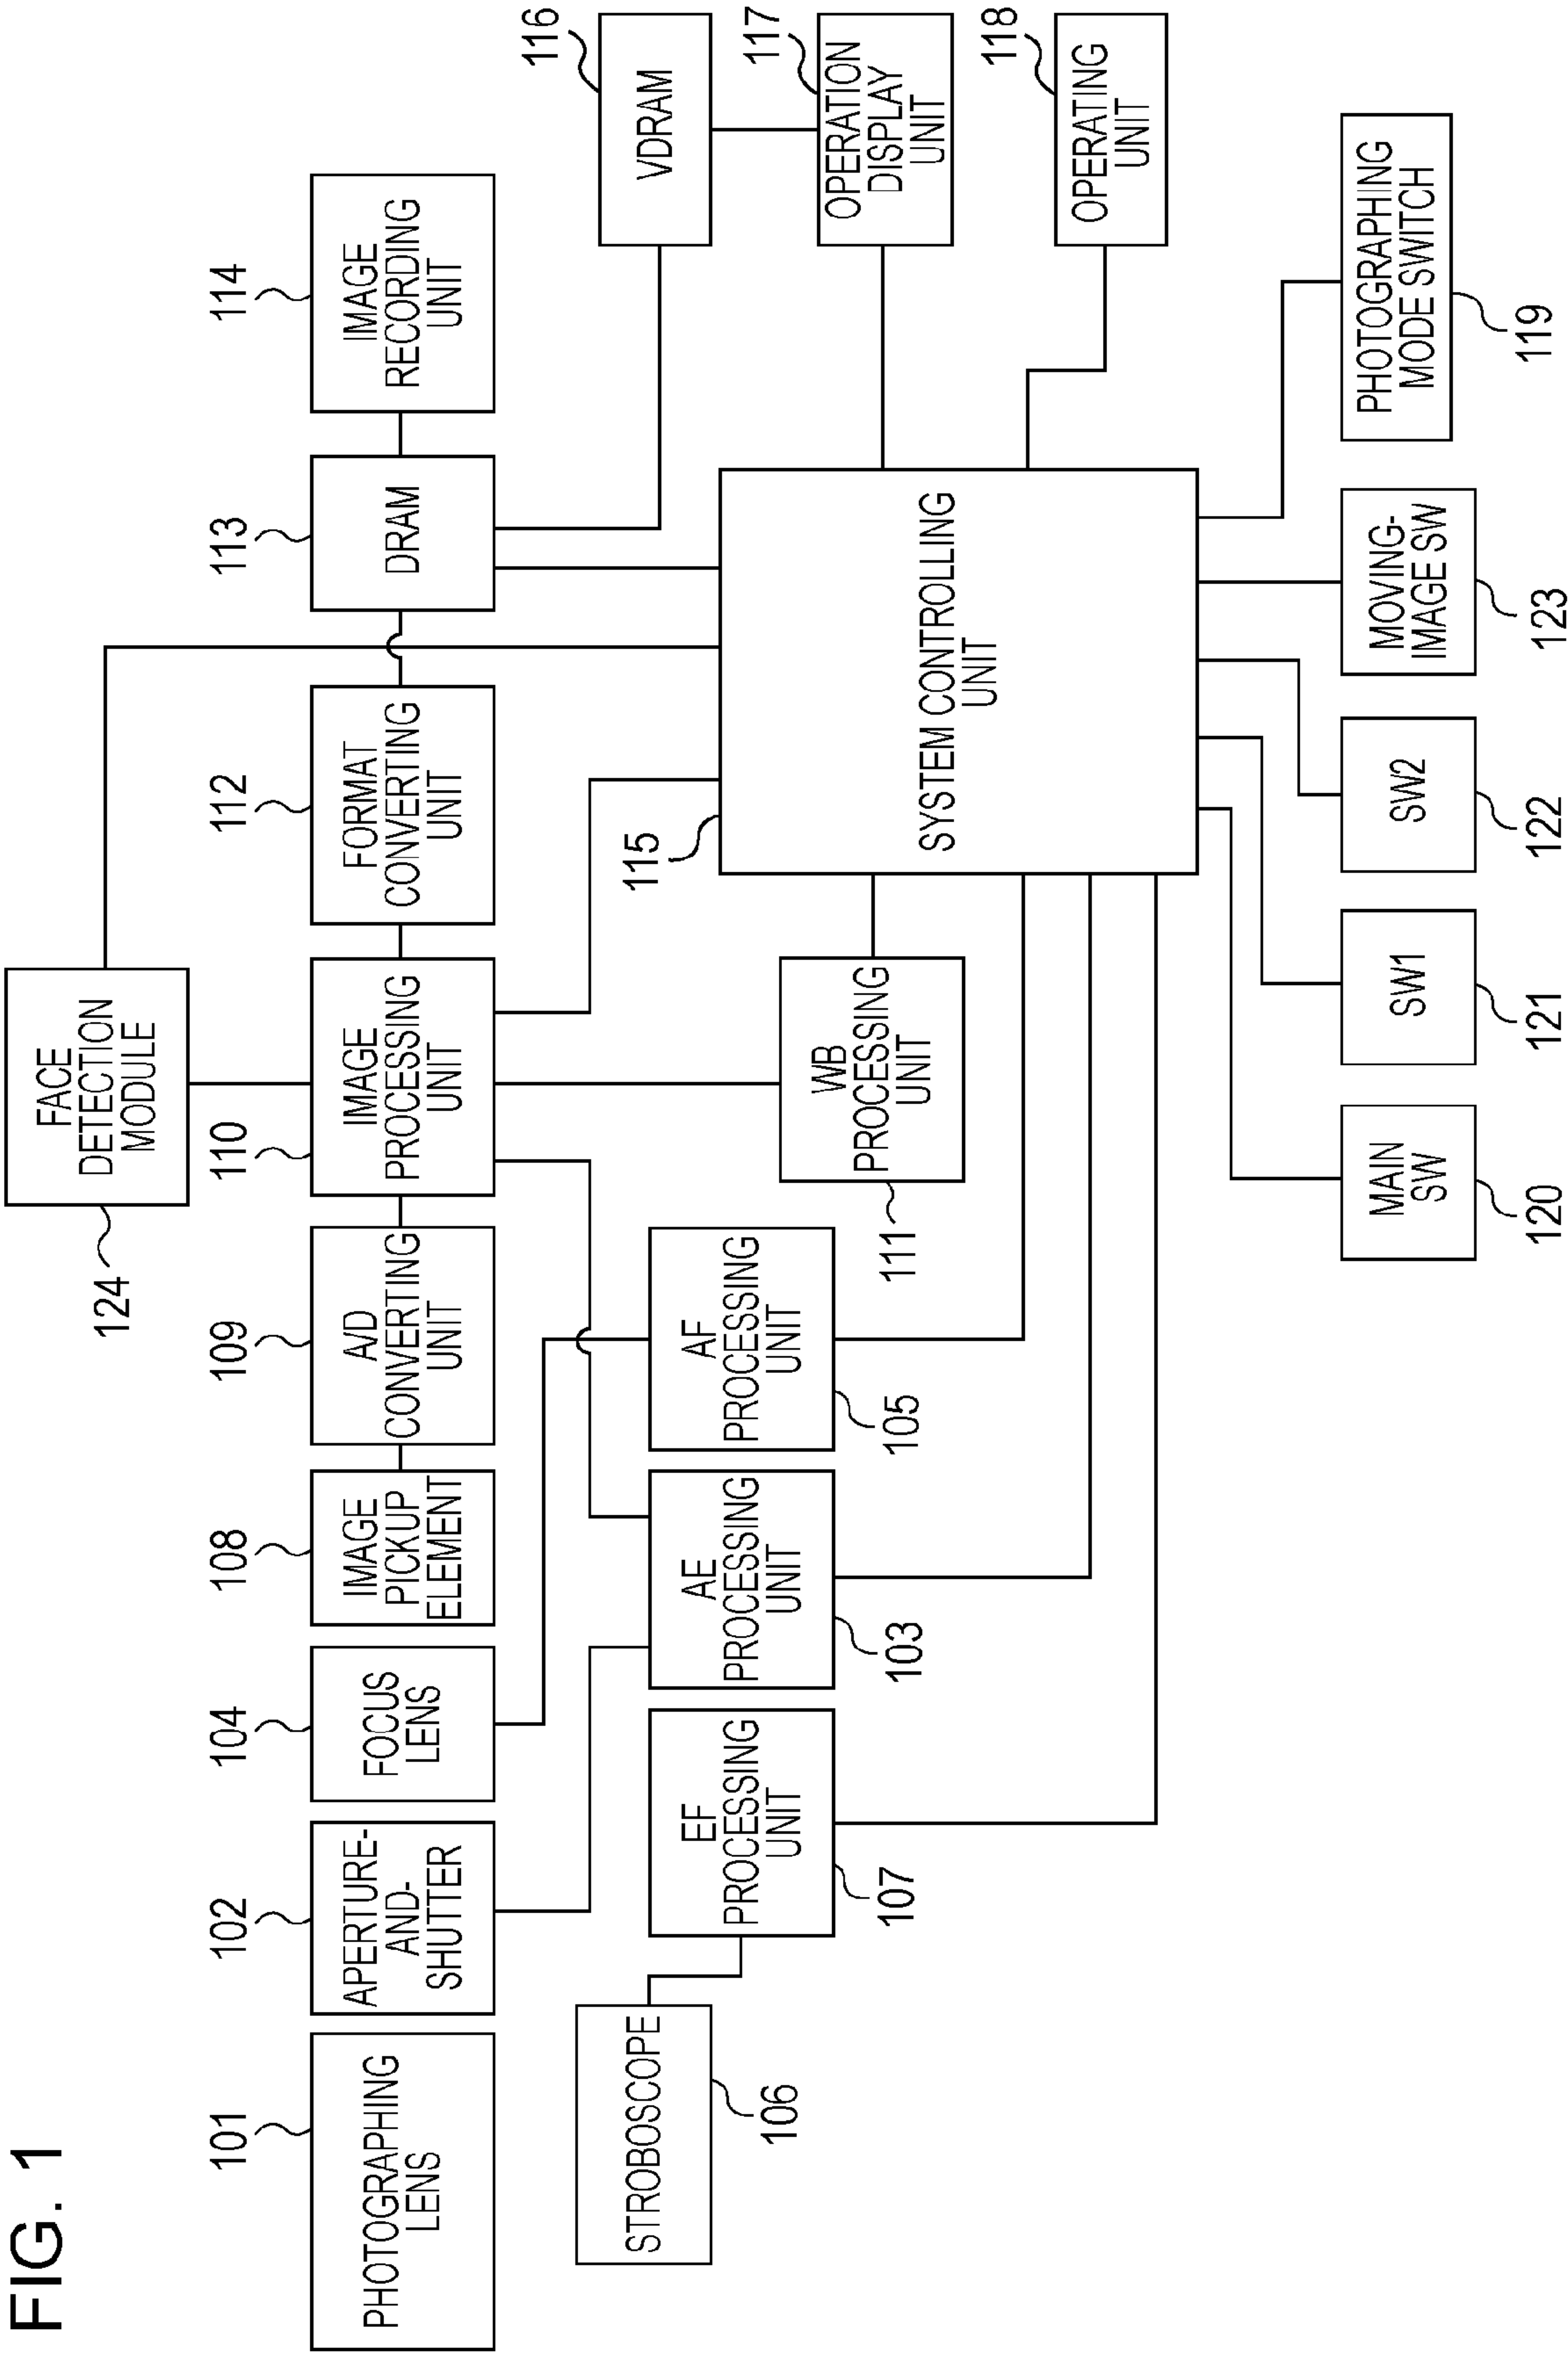 FIG. 1
124
FACE
DETECTION
MODULE
101
PHOTOGRAPHING
LENS
102
APERTURE-
AND-
SHUTTER
104
FOCUS
LENS
108
IMAGE
PICKUP
ELEMENT
109
A/D
CONVERTING
UNIT
110
IMAGE
PROCESSING
UNIT
112
FORMAT
CONVERTING
UNIT
113
DRAM
114
IMAGE
RECORDING
UNIT
STROBOSCOPE
106
EF
PROCESSING
UNIT
107
AE
PROCESSING
UNIT
103
AF
PROCESSING
UNIT
105
WB
PROCESSING
UNIT
111
115
SYSTEM CONTROLLING
UNIT
116
VDRAM
117
OPERATION
DISPLAY
UNIT
118
OPERATING
UNIT
MAIN
SW
120
SW1
121
SW2
122
MOVING-
IMAGE SW
123
PHOTOGRAPHING
MODE SWITCH
119